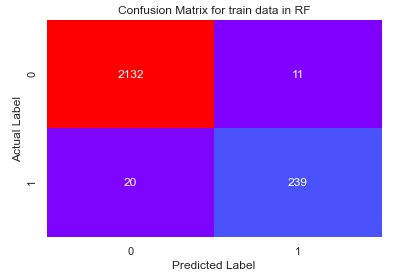 Confusion Matrix for train data in RF
Actual Label
0
2132
11
1
20
239
0
1
Predicted Label